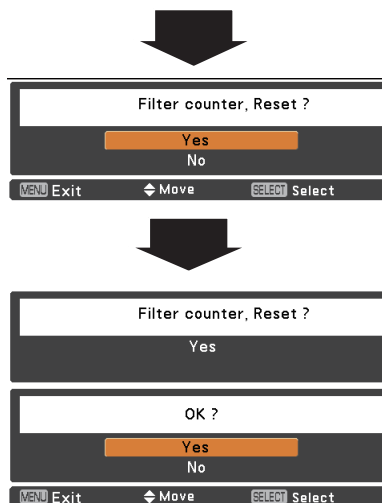 Filter counter, Reset ?
Yes
No
MENU Exit Move SELECT Select
Filter counter, Reset ?
Yes
OK ?
Yes
No
MENU Exit Move SELECT Select